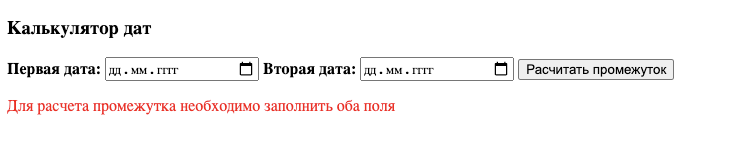 Калькулятор дат
Первая дата: дд.мм.гггг Вторая дата: дд.мм.гггг Расчитать промежуток
Для расчета промежутка необходимо заполнить оба поля